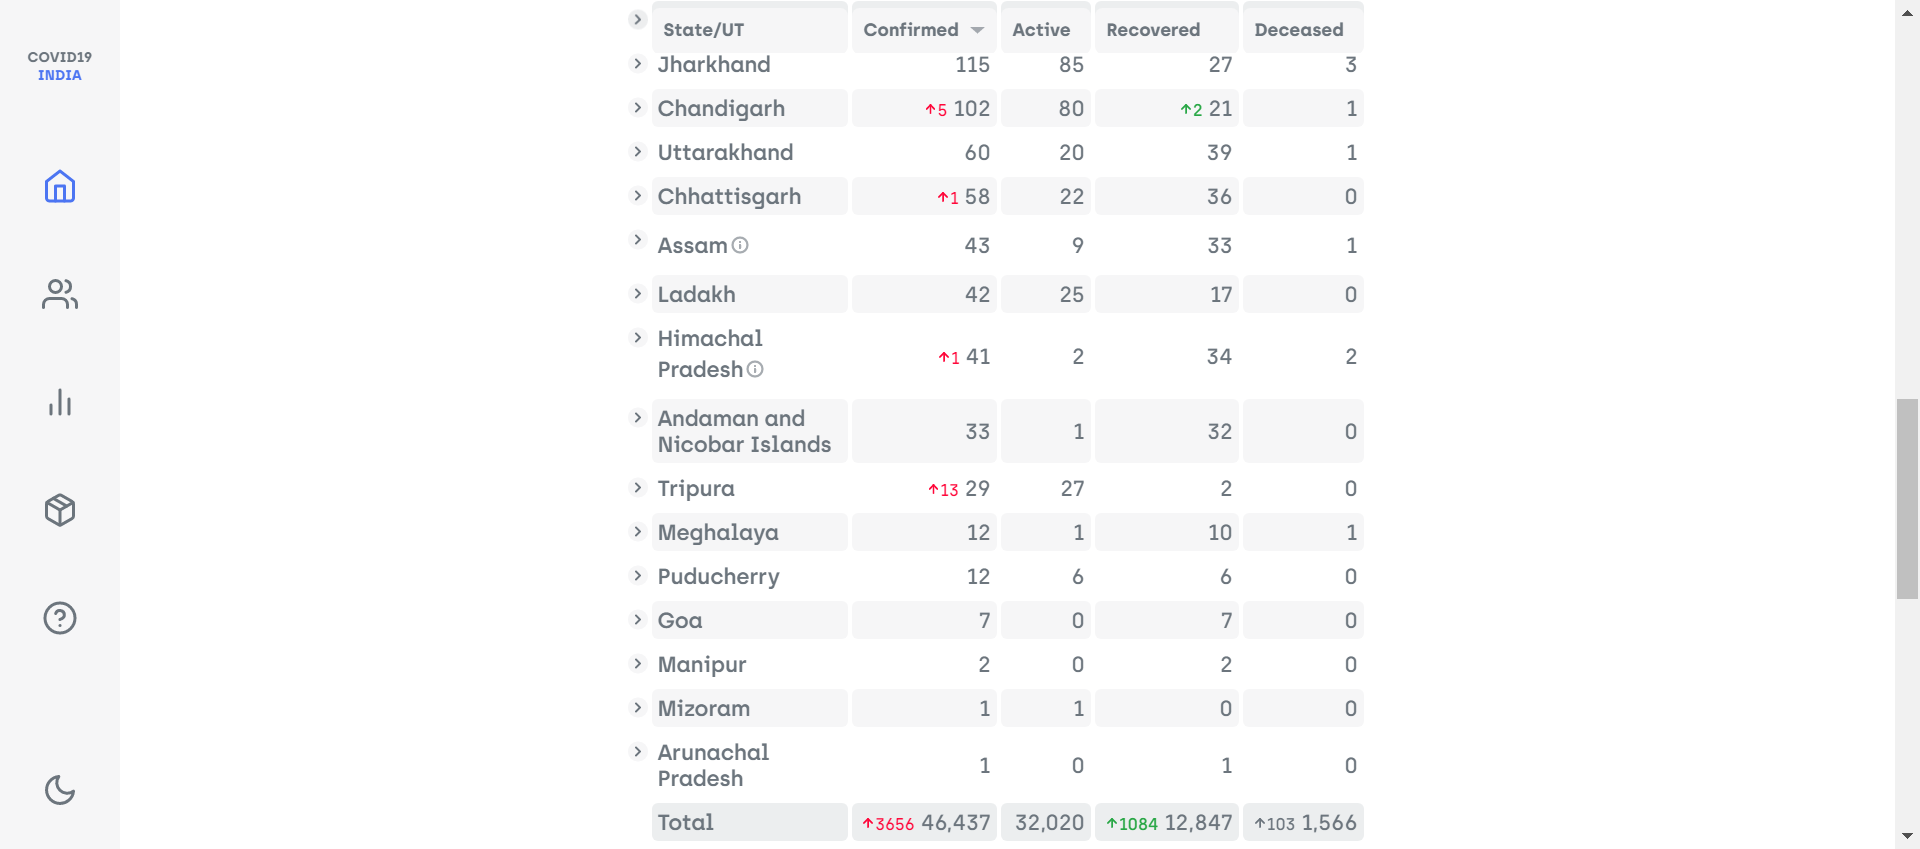 COVID19
INDIA
State/UT Confirmed Active Recovered Deceased
Jharkhand 115 85 27 3
Chandigarh ↑5 102 80 ↑2 21 1
Uttarakhand 60 20 39 1
Chhattisgarh ↑1 58 22 36 0
Assam 43 9 33 1
Ladakh 42 25 17 0
Himachal
Pradesh ↑1 41 2 34 2
Andaman and
Nicobar Islands 33 1 32 0
Tripura ↑13 29 27 2 0
Meghalaya 12 1 10 1
Puducherry 12 6 6 0
Goa 7 0 7 0
Manipur 2 0 2 0
Mizoram 1 1 0 0
Arunachal
Pradesh 1 0 1 0
Total ↑3656 46,437 32,020 ↑1084 12,847 ↑103 1,566